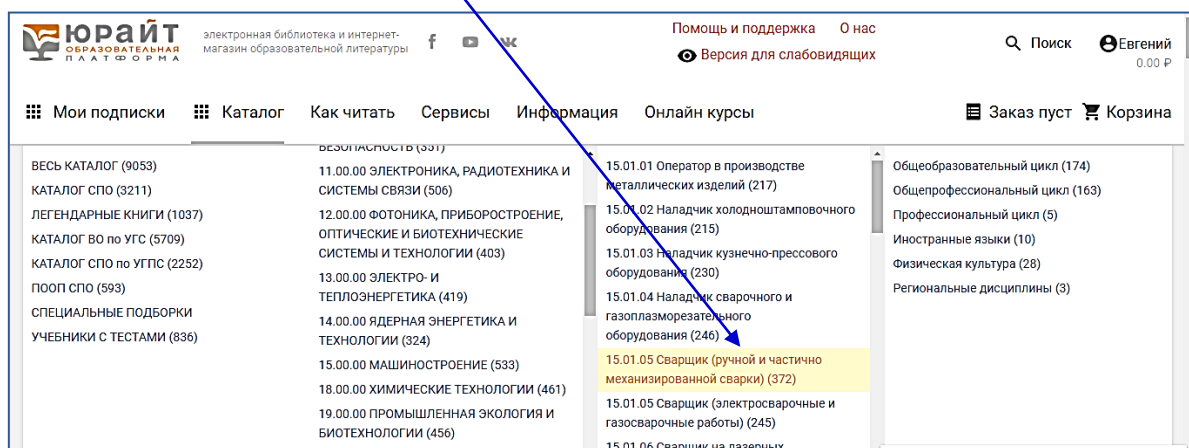 юрайт
ОБРАЗОВАТЕЛЬНАЯ
ПЛАТФОРМА
электронная библиотека и интернет-
магазин образовательной литературы
Помощь и поддержка О нас
Версия для слабовидящих
Поиск
Евгений
0.00 ₽
Мои подписки Каталог Как читать Сервисы Информация Онлайн курсы Заказ пуст Корзина
ВЕСЬ КАТАЛОГ (9053)
КАТАЛОГ СПО (3211)
ЛЕГЕНДАРНЫЕ КНИГИ (1037)
КАТАЛОГ ВО по УГС (5709)
КАТАЛОГ СПО по УГПС (2252)
ПООП СПО (593)
СПЕЦИАЛЬНЫЕ ПОДБОРКИ
УЧЕБНИКИ С ТЕСТАМИ (836)
БЕЗОПАСНОСТЬ (351)
11.00.00 ЭЛЕКТРОНИКА, РАДИОТЕХНИКА И
СИСТЕМЫ СВЯЗИ (506)
12.00.00 ФОТОНИКА, ПРИБОРОСТРОЕНИЕ,
ОПТИЧЕСКИЕ И БИОТЕХНИЧЕСКИЕ
СИСТЕМЫ И ТЕХНОЛОГИИ (403)
13.00.00 ЭЛЕКТРО- И
ТЕПЛОЭНЕРГЕТИКА (419)
14.00.00 ЯДЕРНАЯ ЭНЕРГЕТИКА И
ТЕХНОЛОГИИ (324)
15.00.00 МАШИНОСТРОЕНИЕ (533)
18.00.00 ХИМИЧЕСКИЕ ТЕХНОЛОГИИ (461)
19.00.00 ПРОМЫШЛЕННАЯ ЭКОЛОГИЯ И
БИОТЕХНОЛОГИИ (456)
15.01.01 Оператор в производстве
металлических изделий (217)
15.01.02 Наладчик холодноштамповочного
оборудования (215)
15.01.03 Наладчик кузнечно-прессового
оборудования (230)
15.01.04 Наладчик сварочного и
газоплазморезательного
оборудования (246)
15.01.05 Сварщик (ручной и частично
механизированной сварки) (372)
15.01.05 Сварщик (электросварочные и
газосварочные работы) (245)
15.01.06 Сварщик на лазерных
Общеобразовательный цикл (174)
Общепрофессиональный цикл (163)
Профессиональный цикл (5)
Иностранные языки (10)
Физическая культура (28)
Региональные дисциплины (3)